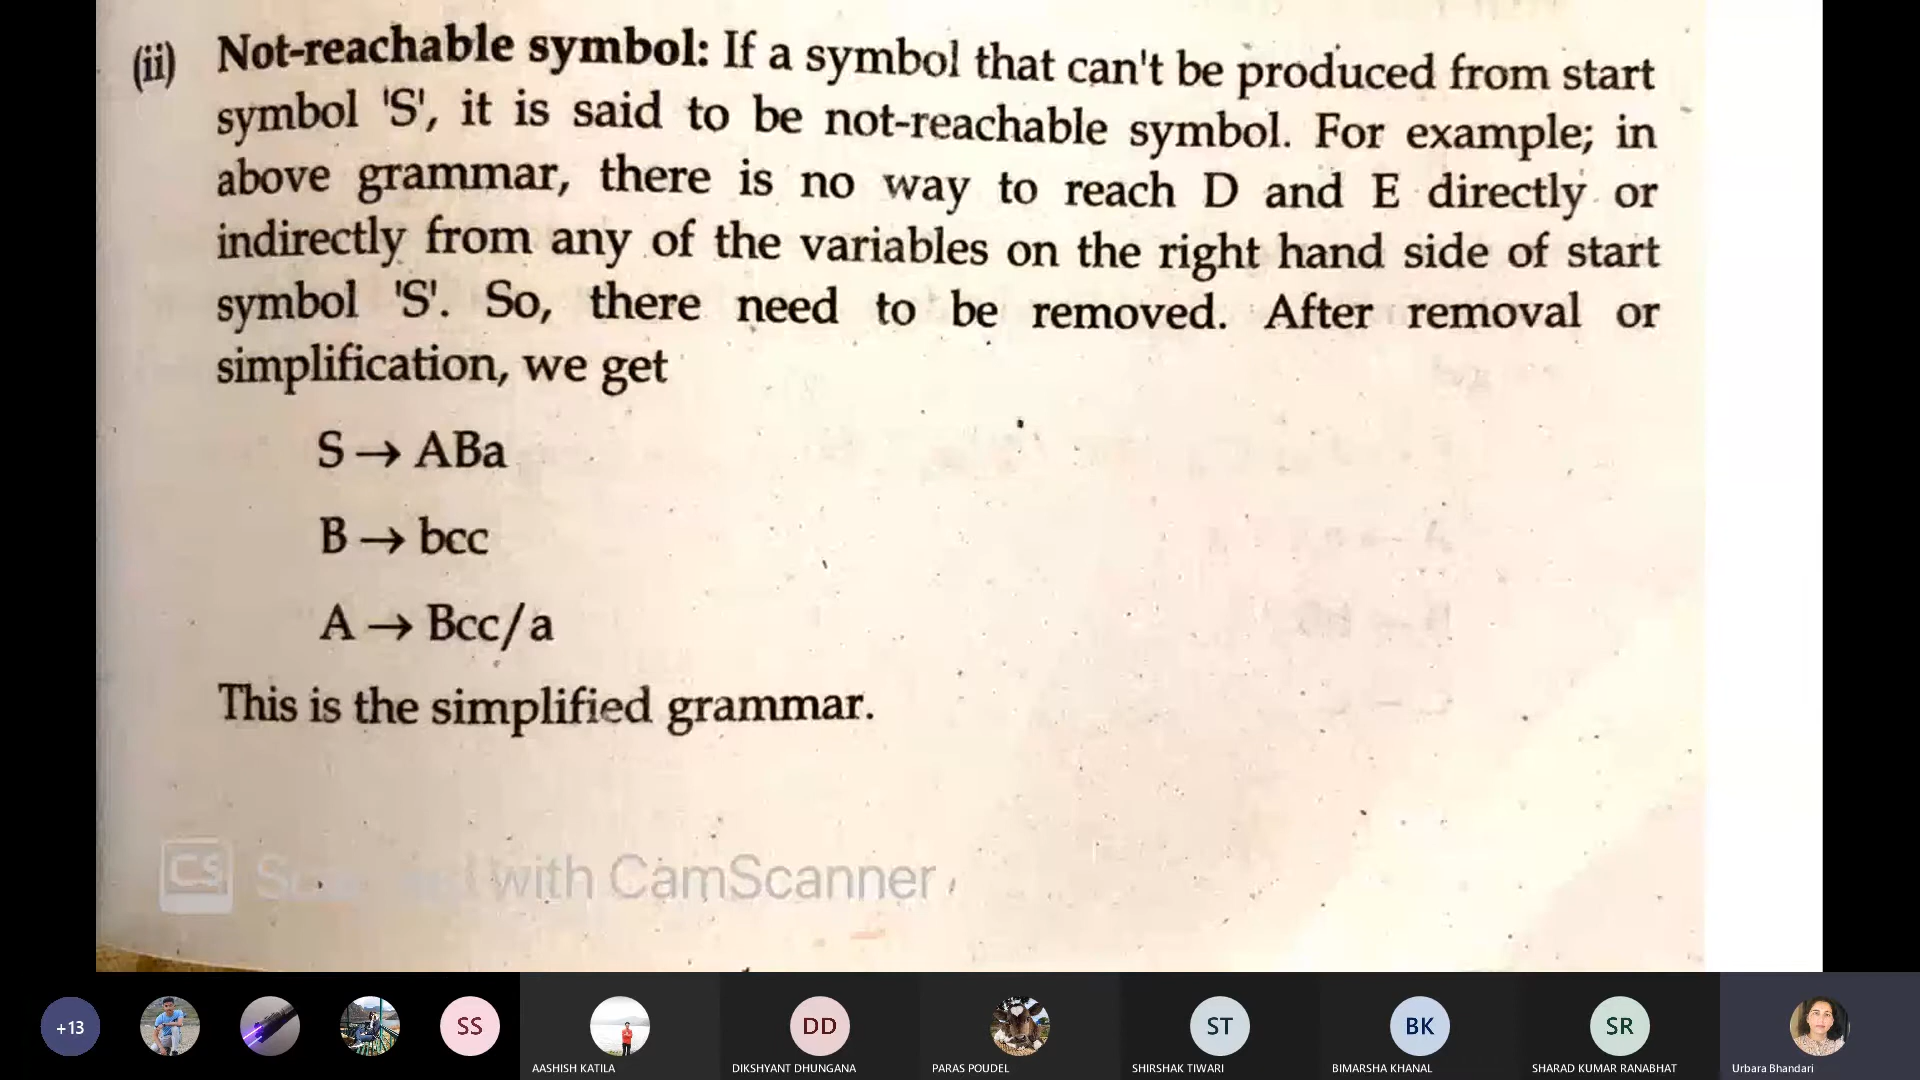 (ii) Not-reachable symbol: If a symbol that can't be produced from start
symbol 'S', it is said to be not-reachable symbol. For example; in
above grammar, there is no way to reach D and E directly or
indirectly from any of the variables on the right hand side of start
symbol 'S'. So, there need to be removed. After removal or
simplification, we get
S → ABa
B → bcc
A → Bcc/a
This is the simplified grammar.
CS Scanned with CamScanner
+13
SS
DD
ST
BK
SR
AASHISH KATILA
DIKSHYANT DHUNGANA
PARAS POUDEL
SHIRSHAK TIWARI
BIMARSHA KHANAL
SHARAD KUMAR RANABHAT
Urbara Bhandari